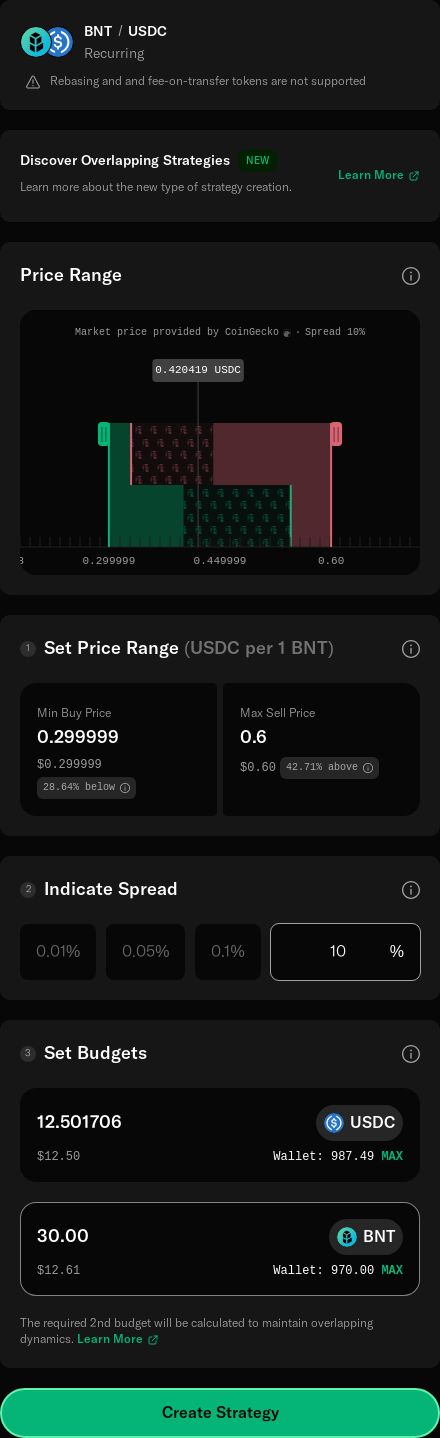 BNT / USDC
Recurring
Rebasing and and fee-on-transfer tokens are not supported
Discover Overlapping Strategies NEW
Learn more about the new type of strategy creation.
Learn More
Price Range
Market price provided by CoinGecko · Spread 10%
0.420419 USDC
0.299999 0.449999 0.60
1 Set Price Range (USDC per 1 BNT)
Min Buy Price
0.299999
$0.299999
28.64% below
Max Sell Price
0.6
$0.60 42.71% above
2 Indicate Spread
0.01% 0.05% 0.1% 10 %
3 Set Budgets
12.501706 USDC
$12.50 Wallet: 987.49 MAX
30.00 BNT
$12.61 Wallet: 970.00 MAX
The required 2nd budget will be calculated to maintain overlapping
dynamics. Learn More
Create Strategy